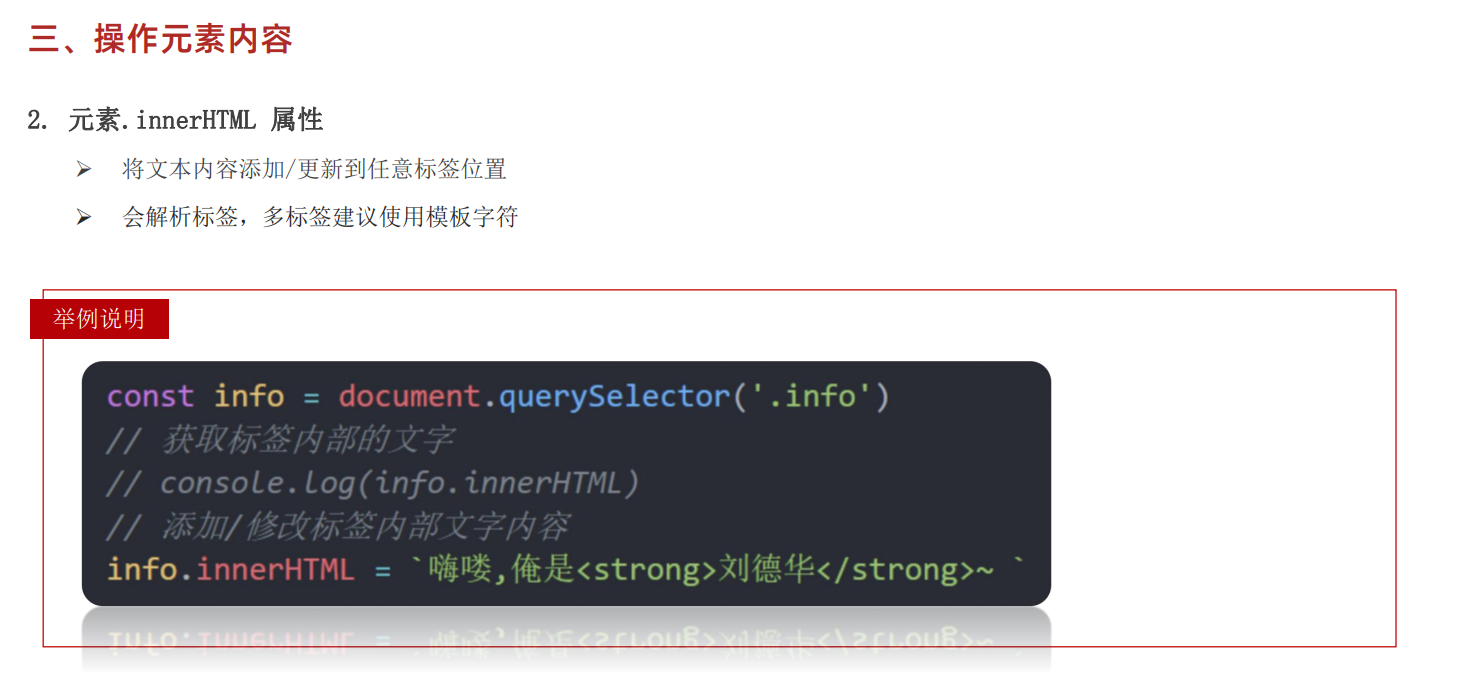 三、操作元素内容
2. 元素.innerHTML 属性
➢ 将文本内容添加/更新到任意标签位置
➢ 会解析标签，多标签建议使用模板字符
举例说明
const info = document.querySelector('.info')
// 获取标签内部的文字
// console.log(info.innerHTML)
// 添加/修改标签内部文字内容
info.innerHTML = `嗨喽,俺是<strong>刘德华</strong>~ `